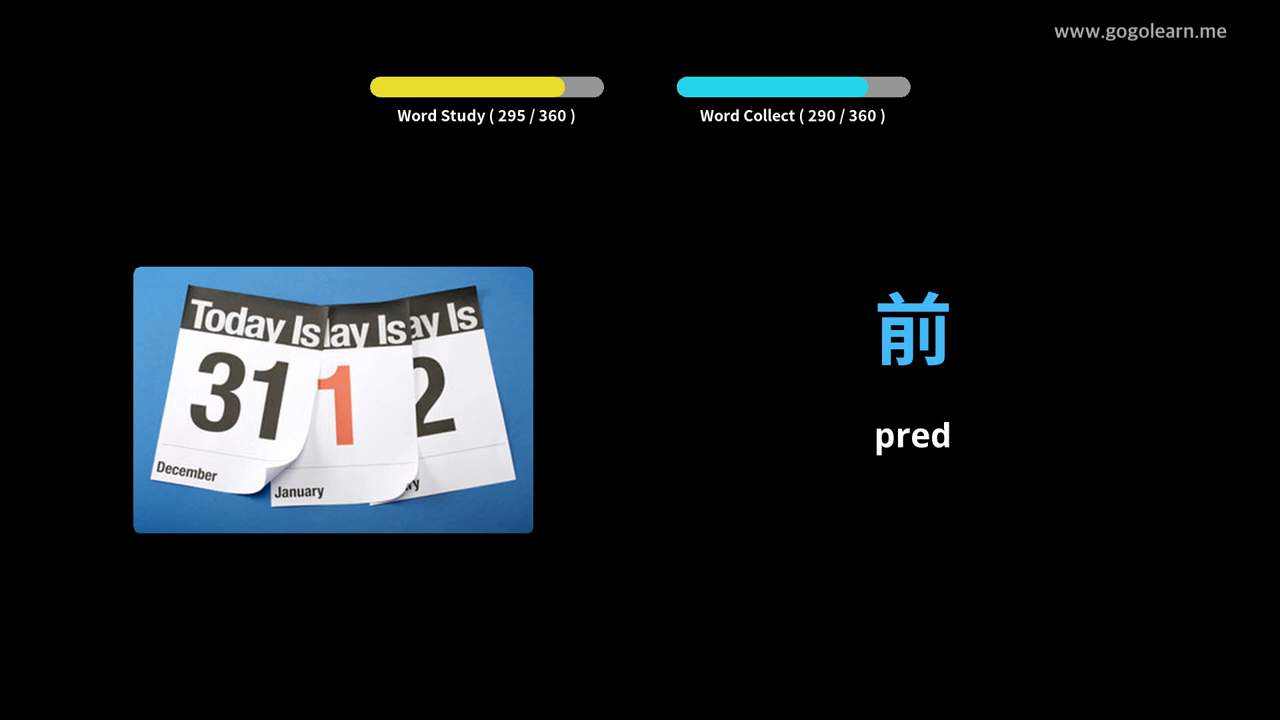 www.gogolearn.me
Word Study ( 295 / 360 )
Word Collect ( 290 / 360 )
Today Is
ay Is
ay Is
31
1
2
December
January
ry
前
pred